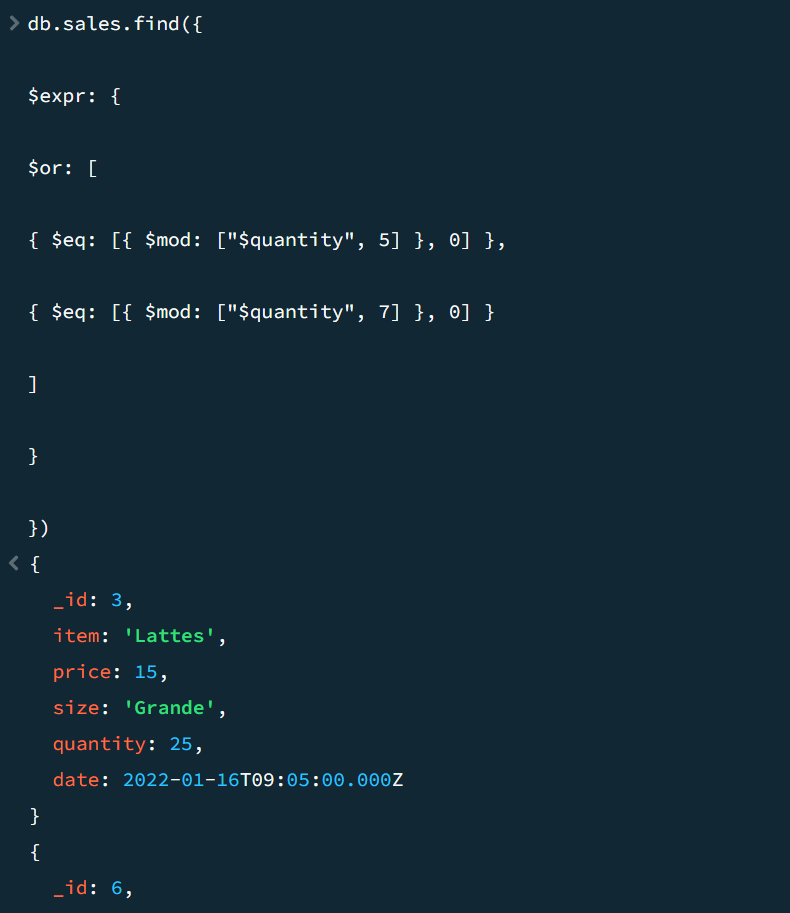 db.sales.find({
$expr: {
$or: [
{ $eq: [{ $mod: ["$quantity", 5] }, 0] },
{ $eq: [{ $mod: ["$quantity", 7] }, 0] }
]
}
})
{
_id: 3,
item: 'Lattes',
price: 15,
size: 'Grande',
quantity: 25,
date: 2022-01-16T09:05:00.000Z
}
{
_id: 6,